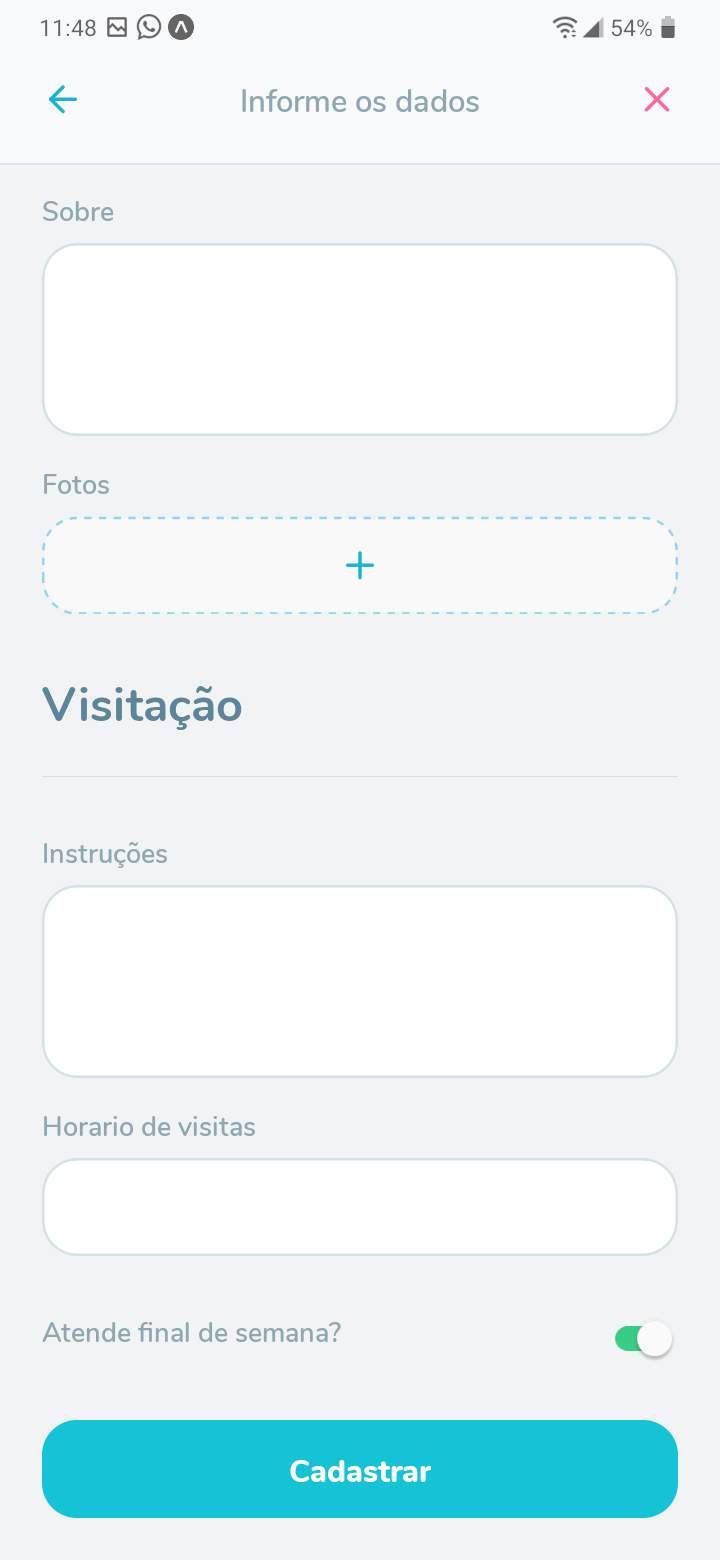 11:48 54%
Informe os dados
Sobre
Fotos
Visitação
Instruções
Horario de visitas
Atende final de semana?
Cadastrar